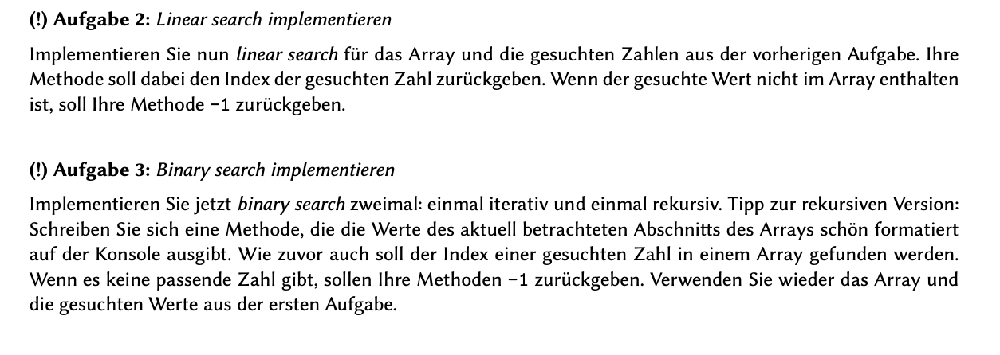 (!) Aufgabe 2: Linear search implementieren
Implementieren Sie nun linear search für das Array und die gesuchten Zahlen aus der vorherigen Aufgabe. Ihre
Methode soll dabei den Index der gesuchten Zahl zurückgeben. Wenn der gesuchte Wert nicht im Array enthalten
ist, soll Ihre Methode −1 zurückgeben.
(!) Aufgabe 3: Binary search implementieren
Implementieren Sie jetzt binary search zweimal: einmal iterativ und einmal rekursiv. Tipp zur rekursiven Version:
Schreiben Sie sich eine Methode, die die Werte des aktuell betrachteten Abschnitts des Arrays schön formatiert
auf der Konsole ausgibt. Wie zuvor auch soll der Index einer gesuchten Zahl in einem Array gefunden werden.
Wenn es keine passende Zahl gibt, sollen Ihre Methoden −1 zurückgeben. Verwenden Sie wieder das Array und
die gesuchten Werte aus der ersten Aufgabe.